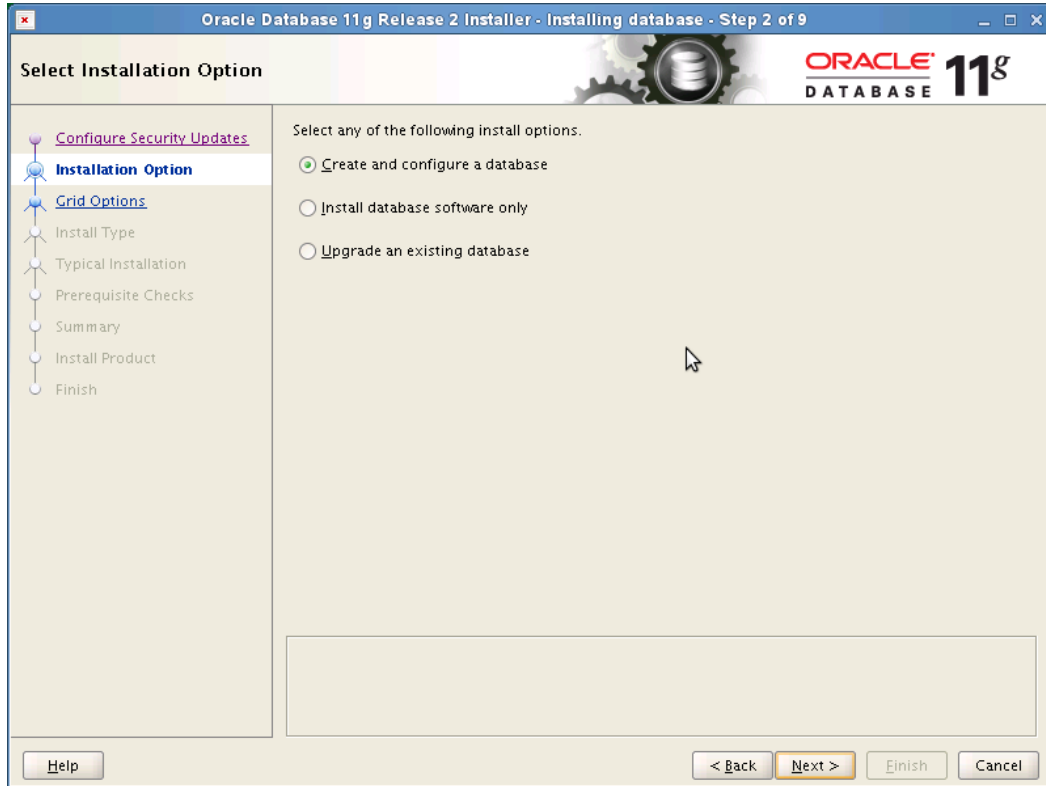 Oracle Database 11g Release 2 Installer - Installing database - Step 2 of 9
Select Installation Option
ORACLE
DATABASE
11g
Configure Security Updates
Installation Option
Grid Options
Install Type
Typical Installation
Prerequisite Checks
Summary
Install Product
Finish
Select any of the following install options.
Create and configure a database
Install database software only
Upgrade an existing database
Help
< Back
Next >
Finish
Cancel